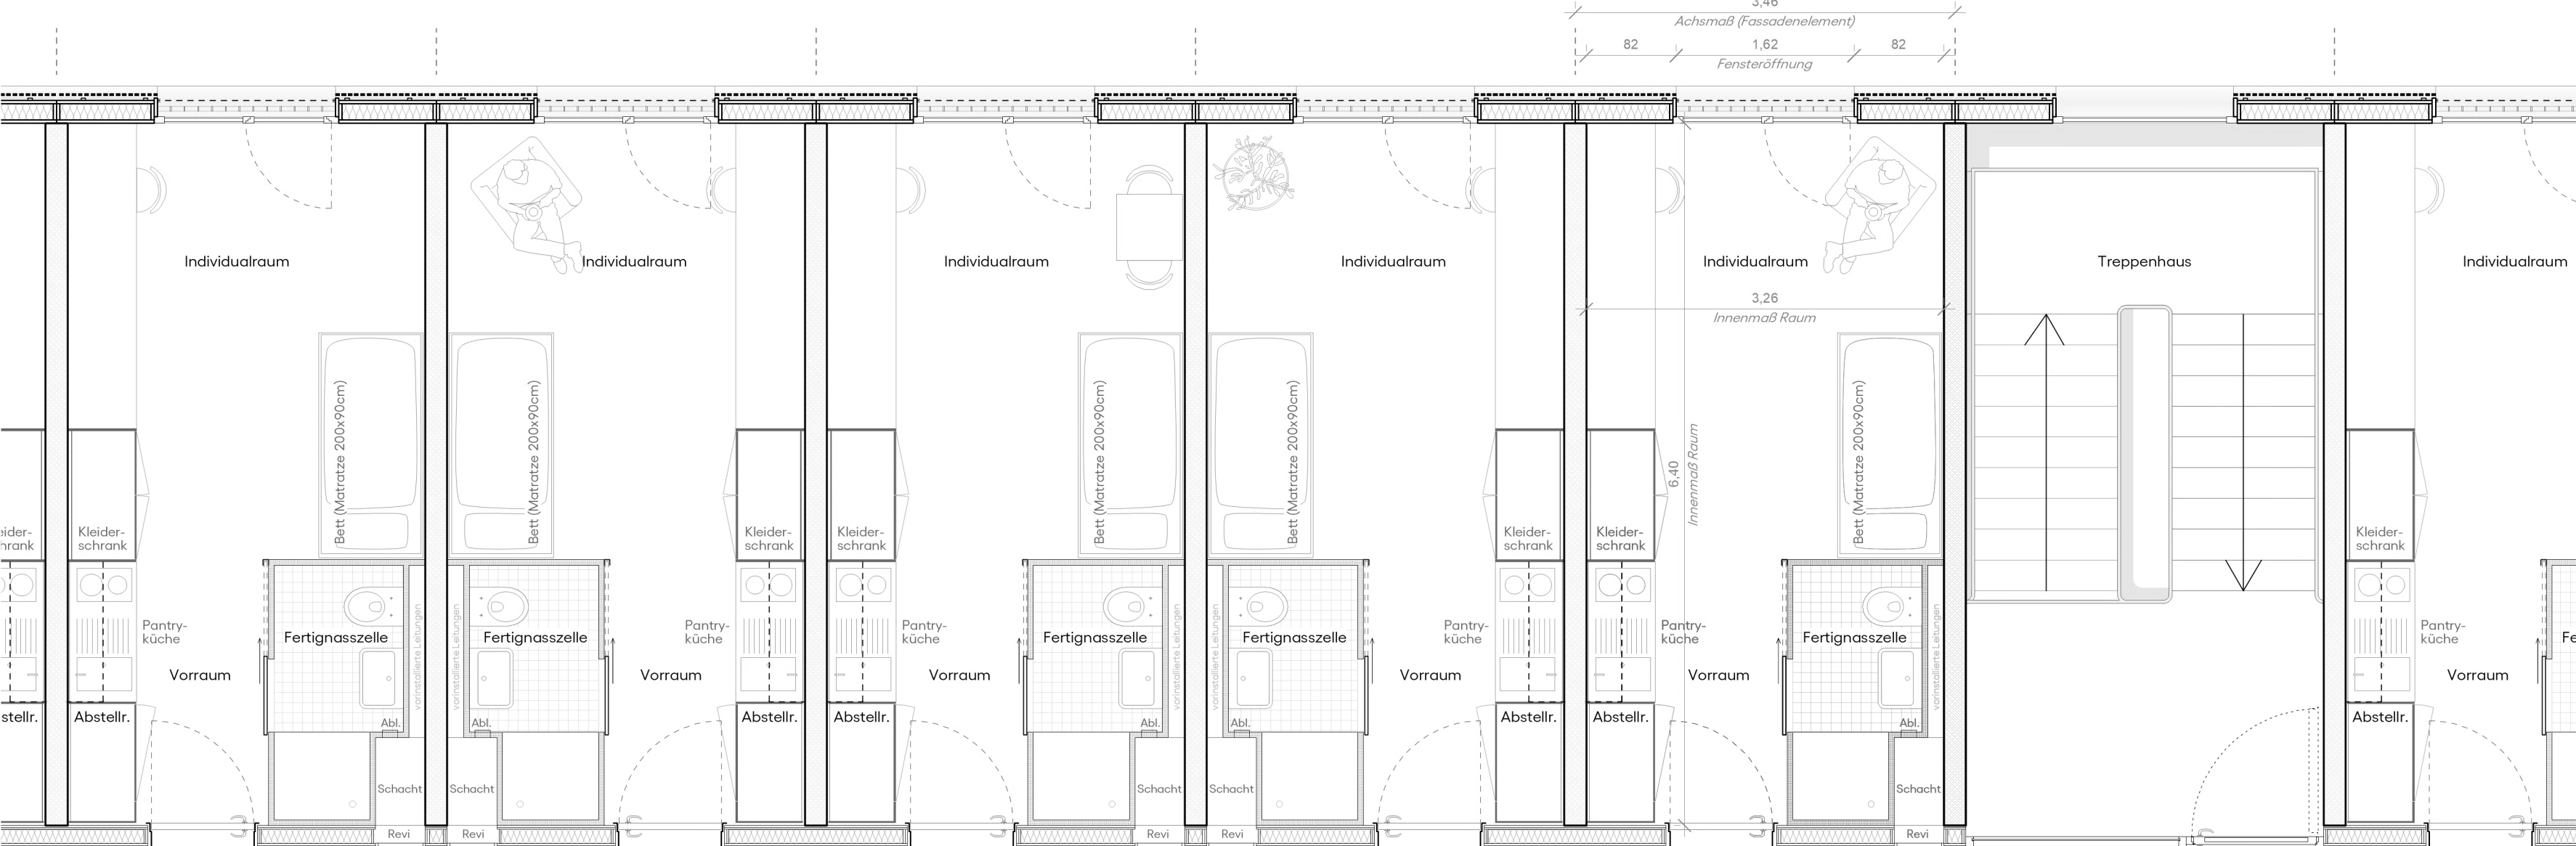 3,46
Achsmaß (Fassadenelement)
82 1,62 82
Fensteröffnung
Individualraum Individualraum Individualraum Individualraum Individualraum Treppenhaus Individualraum
3,26
Innenmaß Raum
Bett (Matratze 200x90cm)
Bett (Matratze 200x90cm)
Bett (Matratze 200x90cm)
Bett (Matratze 200x90cm)
Bett (Matratze 200x90cm)
6,40
Innenmaß Raum
eider- Kleider- Kleider- Kleider- Kleider- Kleider- Kleider-
hrank schrank schrank schrank schrank schrank schrank
Pantry- Pantry- Pantry- Pantry- Pantry- Pantry-
küche küche küche küche küche küche
Fertignasszelle Fertignasszelle Fertignasszelle Fertignasszelle Fertignasszelle Fe
vorinstallierte Leitungen
vorinstallierte Leitungen
vorinstallierte Leitungen
vorinstallierte Leitungen
vorinstallierte Leitungen
Vorraum Vorraum Vorraum Vorraum Vorraum Vorraum
stellr. Abstellr. Abstellr. Abstellr. Abstellr. Abstellr. Abstellr.
Abl. Abl. Abl. Abl. Abl.
Schacht Schacht Schacht Schacht Schacht
Revi Revi Revi Revi Revi